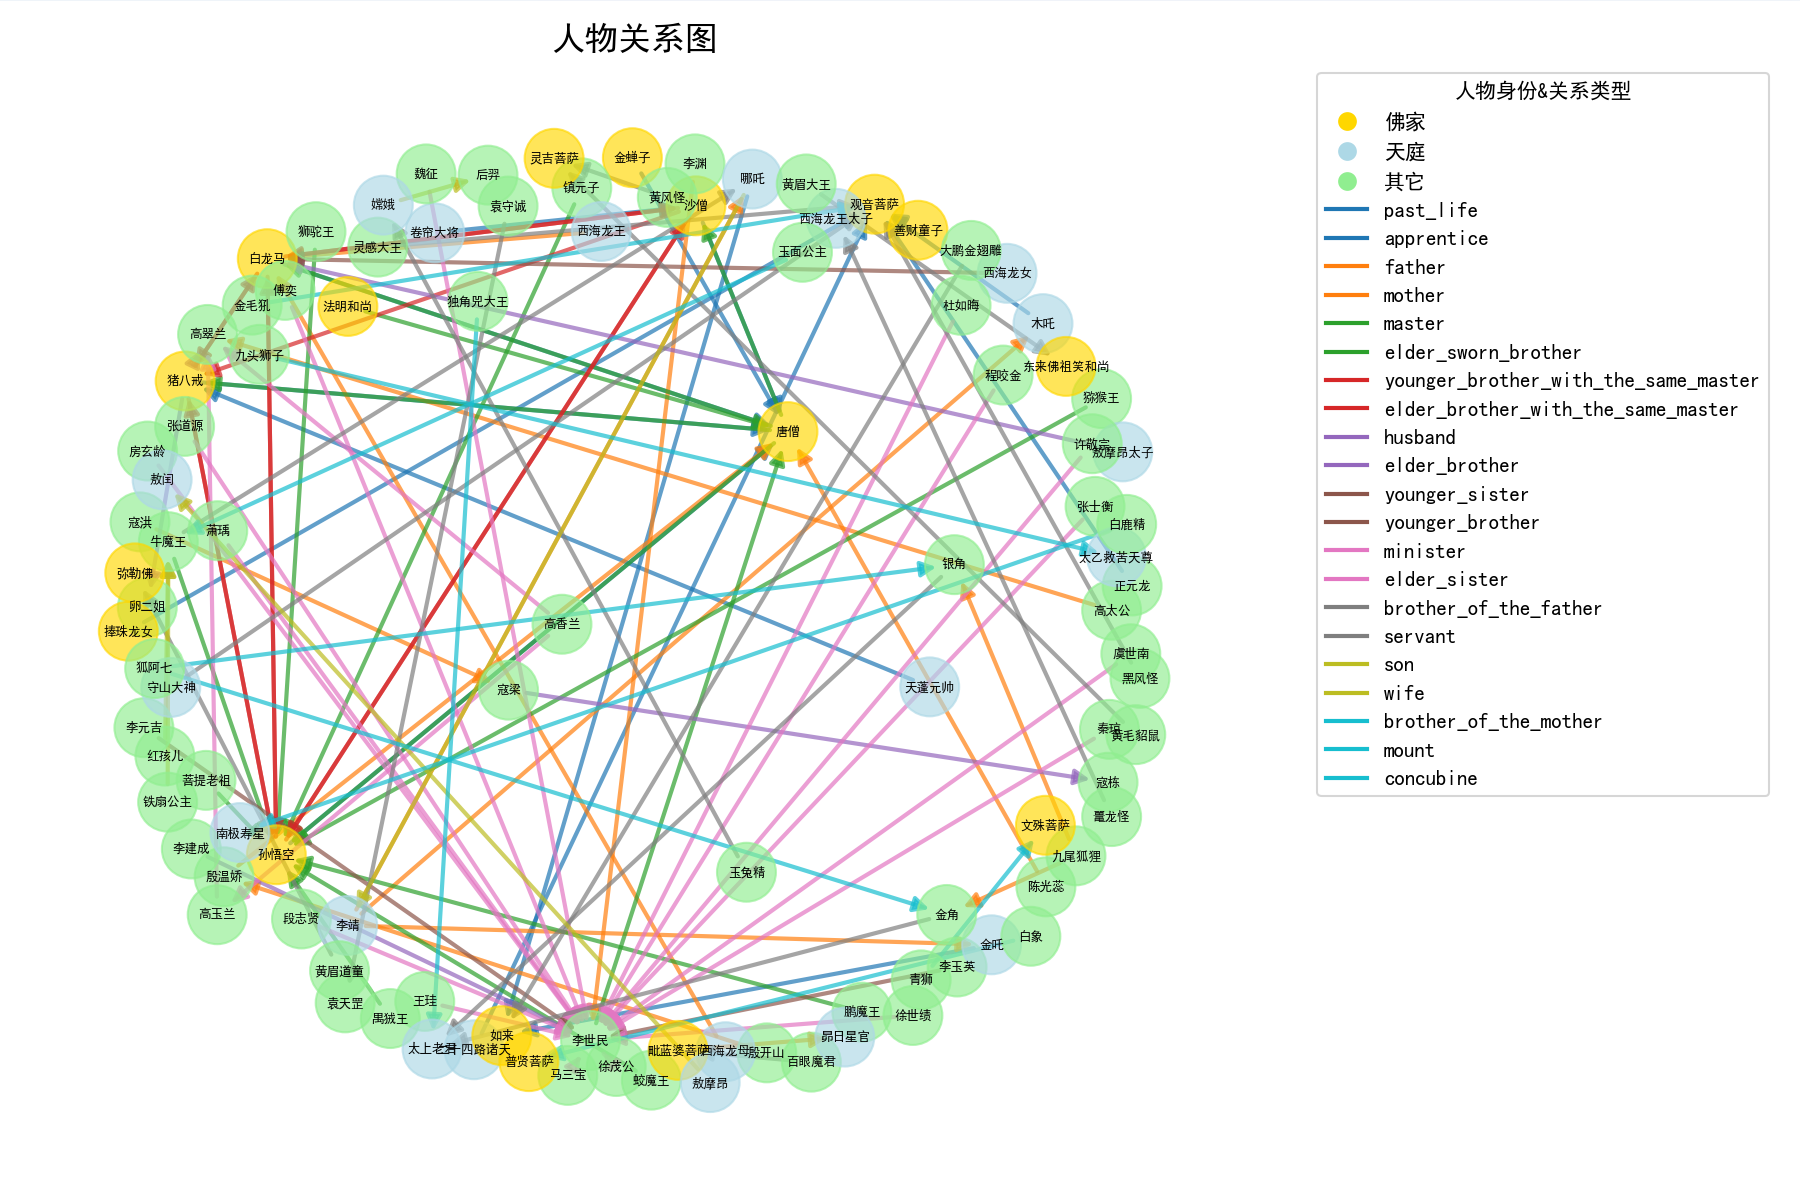 人物关系图
人物身份&关系类型
佛家
天庭
其它
past_life
apprentice
father
mother
master
elder_sworn_brother
younger_brother_with_the_same_master
elder_brother_with_the_same_master
husband
elder_brother
younger_sister
younger_brother
minister
elder_sister
brother_of_the_father
servant
son
wife
brother_of_the_mother
mount
concubine
灵吉菩萨
金蝉子
李渊
魏征
后羿
镇元子
黄风怪
沙僧
哪吒
黄眉大王
嫦娥
袁守诚
观音菩萨
西海龙王太子
狮驼王
灵感大王
卷帘大将
西海龙王
善财童子
白龙马
玉面公主
大鹏金翅雕
西海龙女
傅奕
金毛犼
法明和尚
独角兕大王
杜如晦
木吒
高翠兰
九头狮子
东来佛祖笑和尚
程咬金
猪八戒
猕猴王
张道源
唐僧
房玄龄
许敬宗
敖摩昂太子
敖闰
张士衡
寇洪
萧瑀
白鹿精
牛魔王
太乙救苦天尊
弥勒佛
银角
正元龙
卵二姐
高太公
捧珠龙女
高香兰
狐阿七
虞世南
守山大神
寇梁
天蓬元帅
黑风怪
李元吉
秦琼
黄毛貂鼠
红孩儿
菩提老祖
寇栋
铁扇公主
南极寿星
文殊菩萨
鼍龙怪
李建成
孙悟空
九尾狐狸
殷温娇
玉兔精
陈光蕊
高玉兰
段志贤
李靖
金角
金吒
白象
黄眉道童
李玉英
青狮
袁天罡
王珪
禺狨王
鹏魔王
徐世绩
太上老君
二十四路诸天
如来
李世民
昴日星官
普贤菩萨
毗蓝婆菩萨
西海龙母
殷开山
百眼魔君
马三宝
徐茂公
蛟魔王
敖摩昂